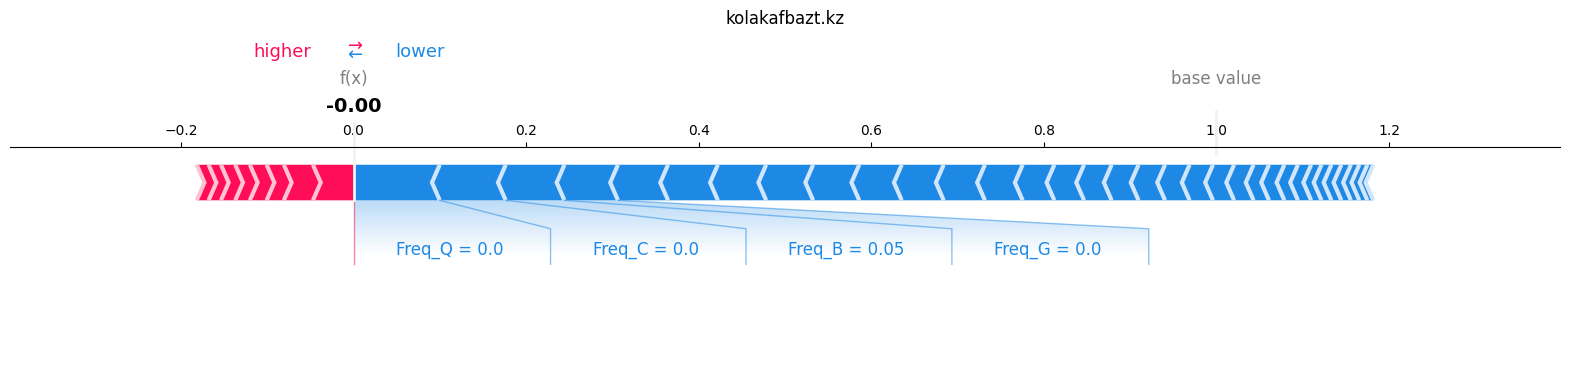 kolakafbazt.kz
higher ⇄ lower
f(x) base value
-0.00
−0.2 0.0 0.2 0.4 0.6 0.8 1.0 1.2
Freq_Q = 0.0 Freq_C = 0.0 Freq_B = 0.05 Freq_G = 0.0